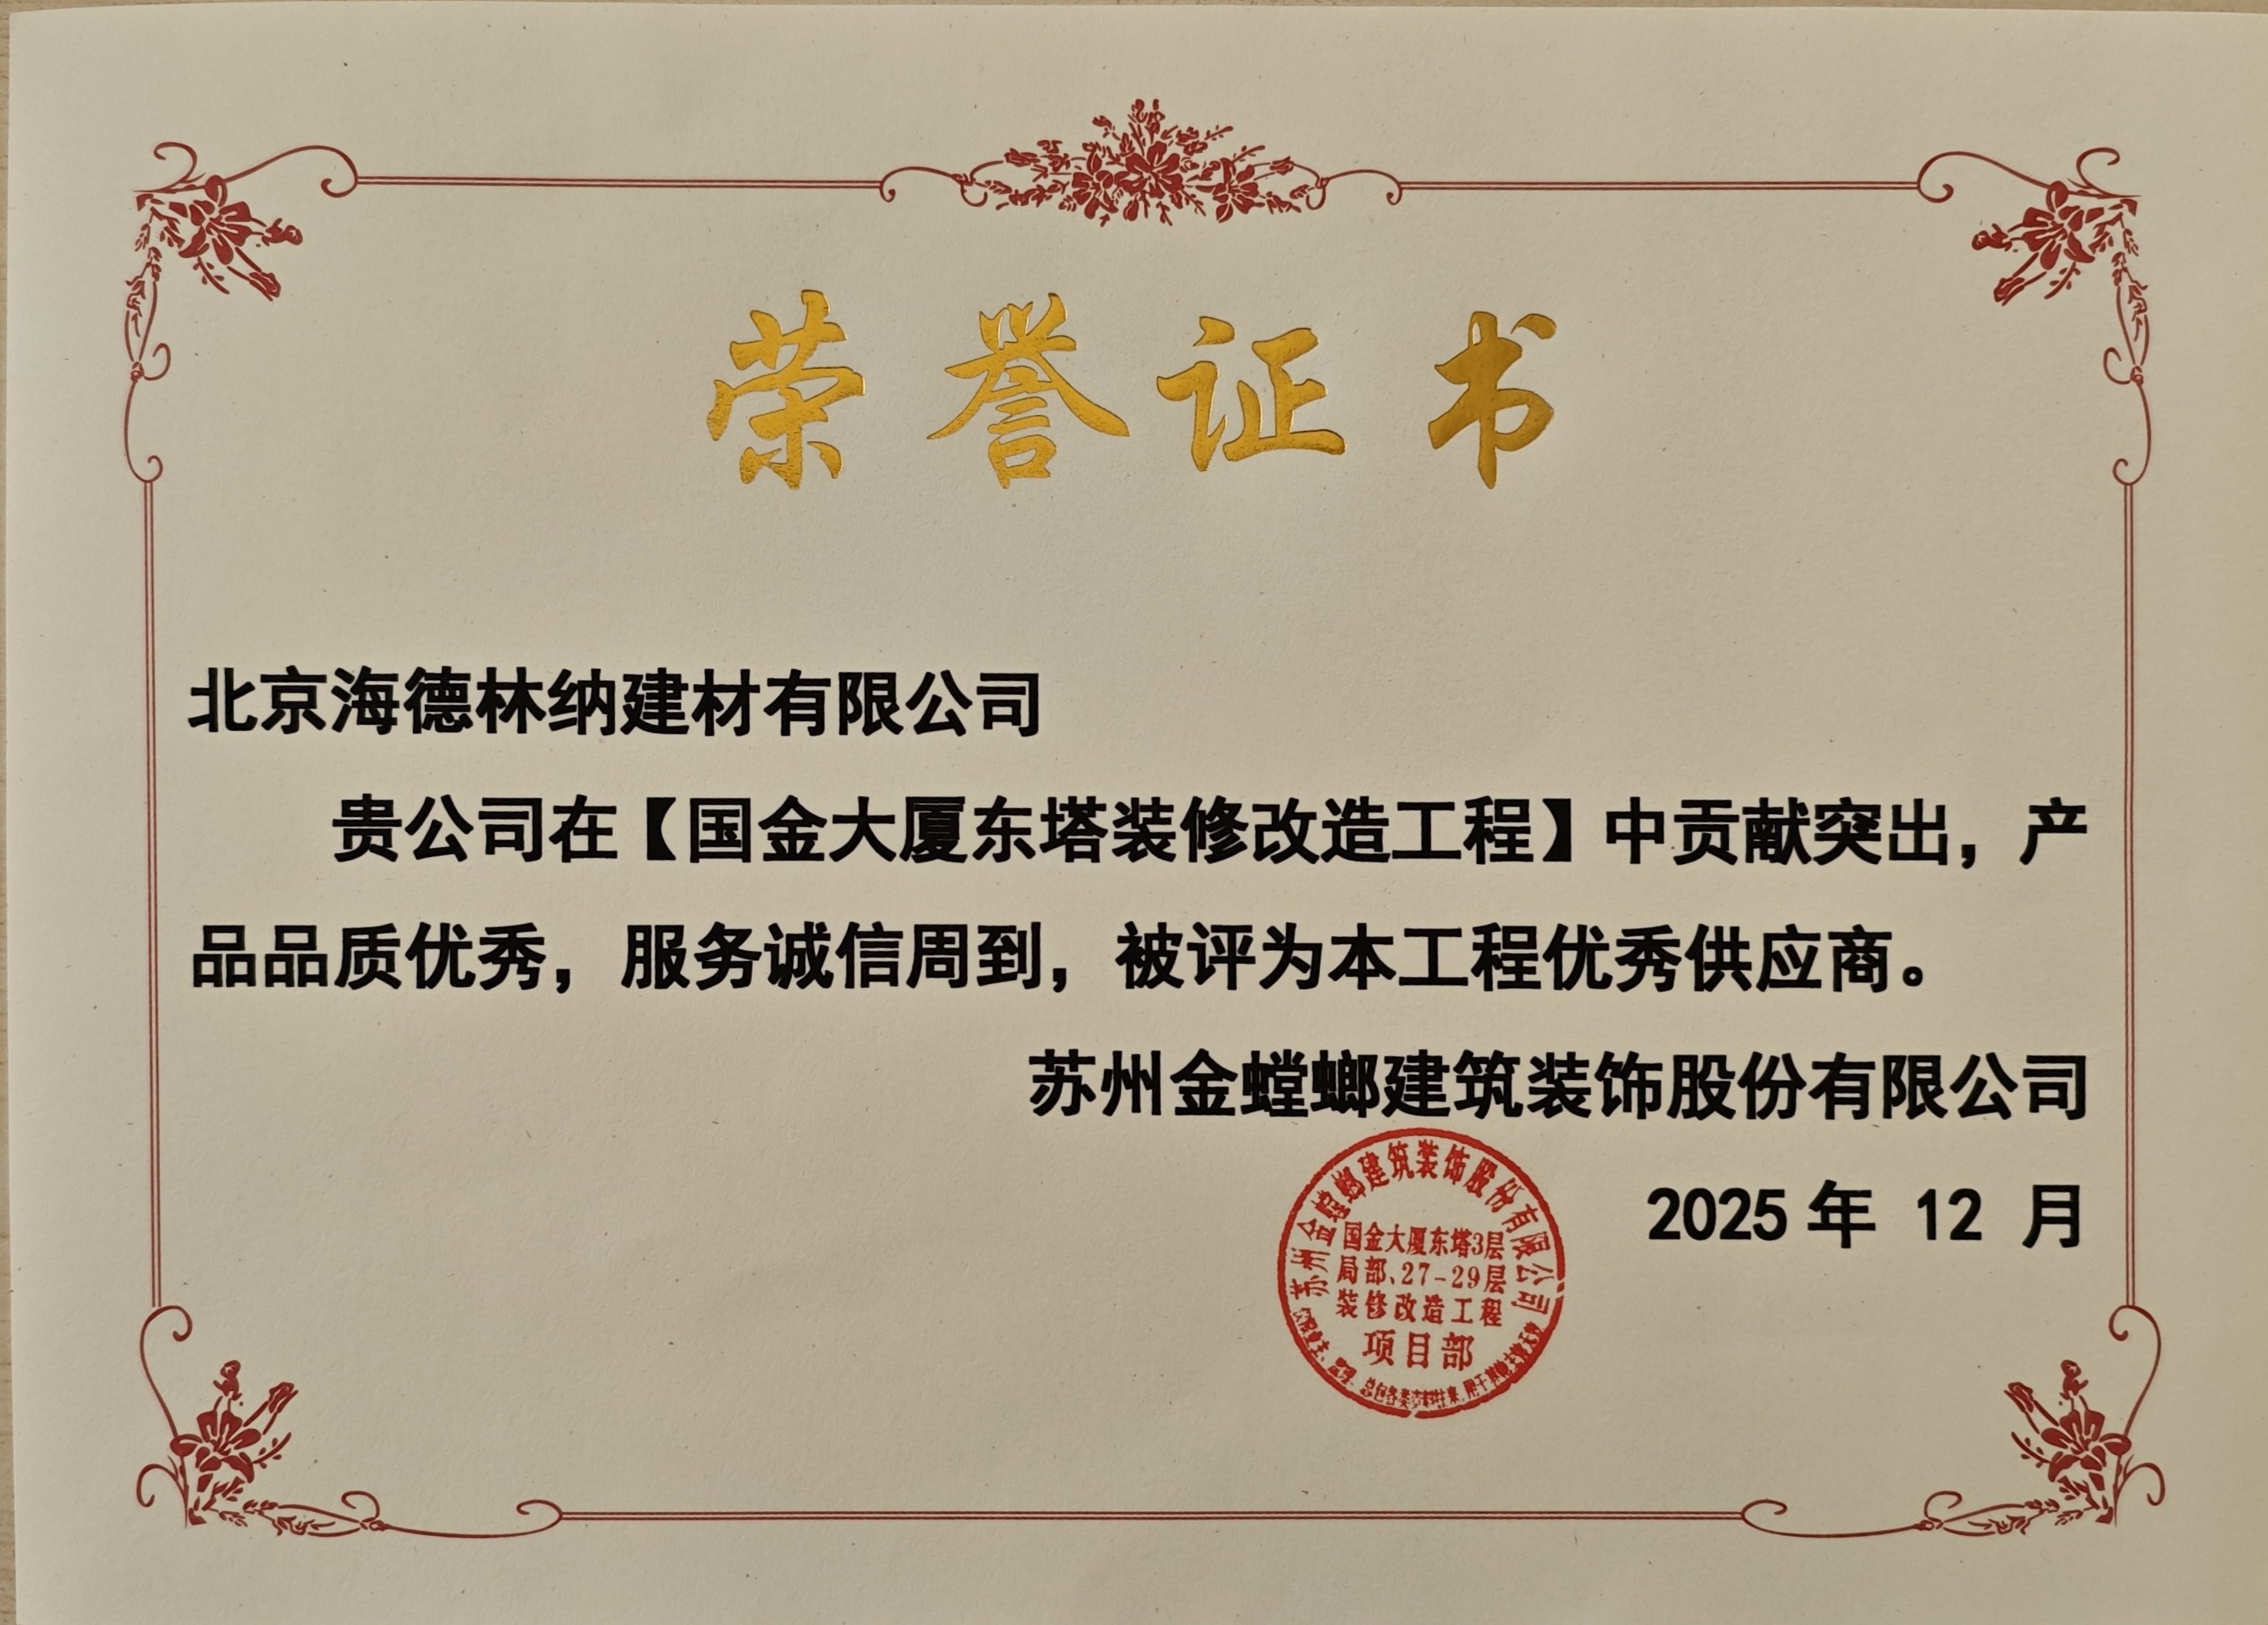 荣誉证书
北京海德林纳建材有限公司
贵公司在【国金大厦东塔装修改造工程】中贡献突出，产
品品质优秀，服务诚信周到，被评为本工程优秀供应商。
苏州金螳螂建筑装饰股份有限公司
2025年 12 月
苏州金螳螂建筑装饰股份有限公司
国金大厦东塔3层
局部、27-29层
装修改造工程
项目部